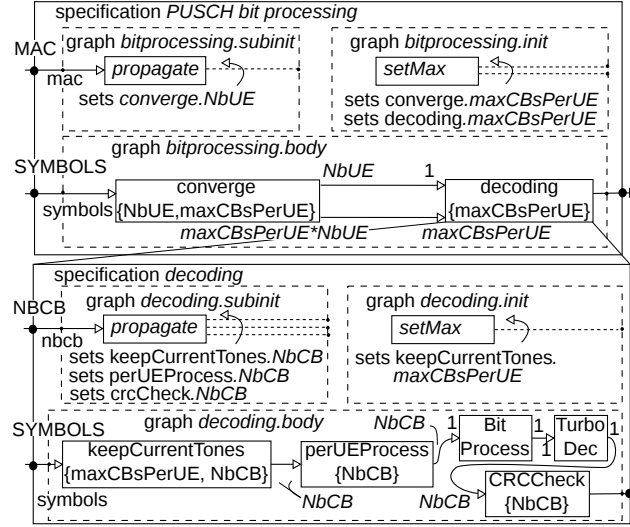 specification PUSCH bit processing
MAC
mac
graph bitprocessing.subinit
propagate
sets converge.NbUE
graph bitprocessing.init
setMax
sets converge.maxCBsPerUE
sets decoding.maxCBsPerUE
graph bitprocessing.body
SYMBOLS
symbols
converge
{NbUE,maxCBsPerUE}
NbUE
1
maxCBsPerUE*NbUE
decoding
{maxCBsPerUE}
maxCBsPerUE
specification decoding
NBCB
nbcb
graph decoding.subinit
propagate
sets keepCurrentTones.NbCB
sets perUEProcess.NbCB
sets crcCheck.NbCB
graph decoding.init
setMax
sets keepCurrentTones.
maxCBsPerUE
graph decoding.body
SYMBOLS
symbols
keepCurrentTones
{maxCBsPerUE, NbCB}
NbCB
perUEProcess
{NbCB}
NbCB
1
Bit
Process
1
1
Turbo
Dec
1
NbCB
CRCCheck
{NbCB}